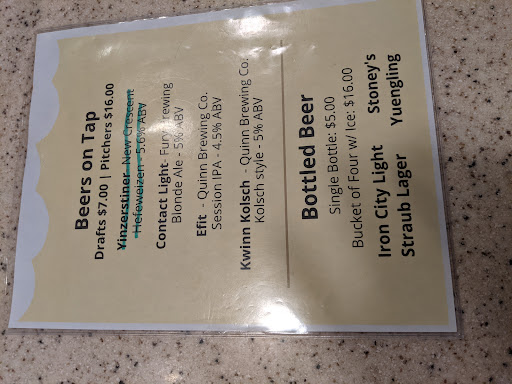 Beers on Tap
Drafts $7.00 | Pitchers $16.00
Vinzerstiner - New Crescent
Hefeweizen - 5.6% ABV
Contact Light - Fury Brewing
Blonde Ale - 5% ABV
Efit - Quinn Brewing Co.
Session IPA - 4.5% ABV
Kwinn Kolsch - Quinn Brewing Co.
Kolsch style - 5% ABV
Bottled Beer
Single Bottle: $5.00
Bucket of Four w/ Ice: $16.00
Iron City Light Stoney's
Straub Lager Yuengling